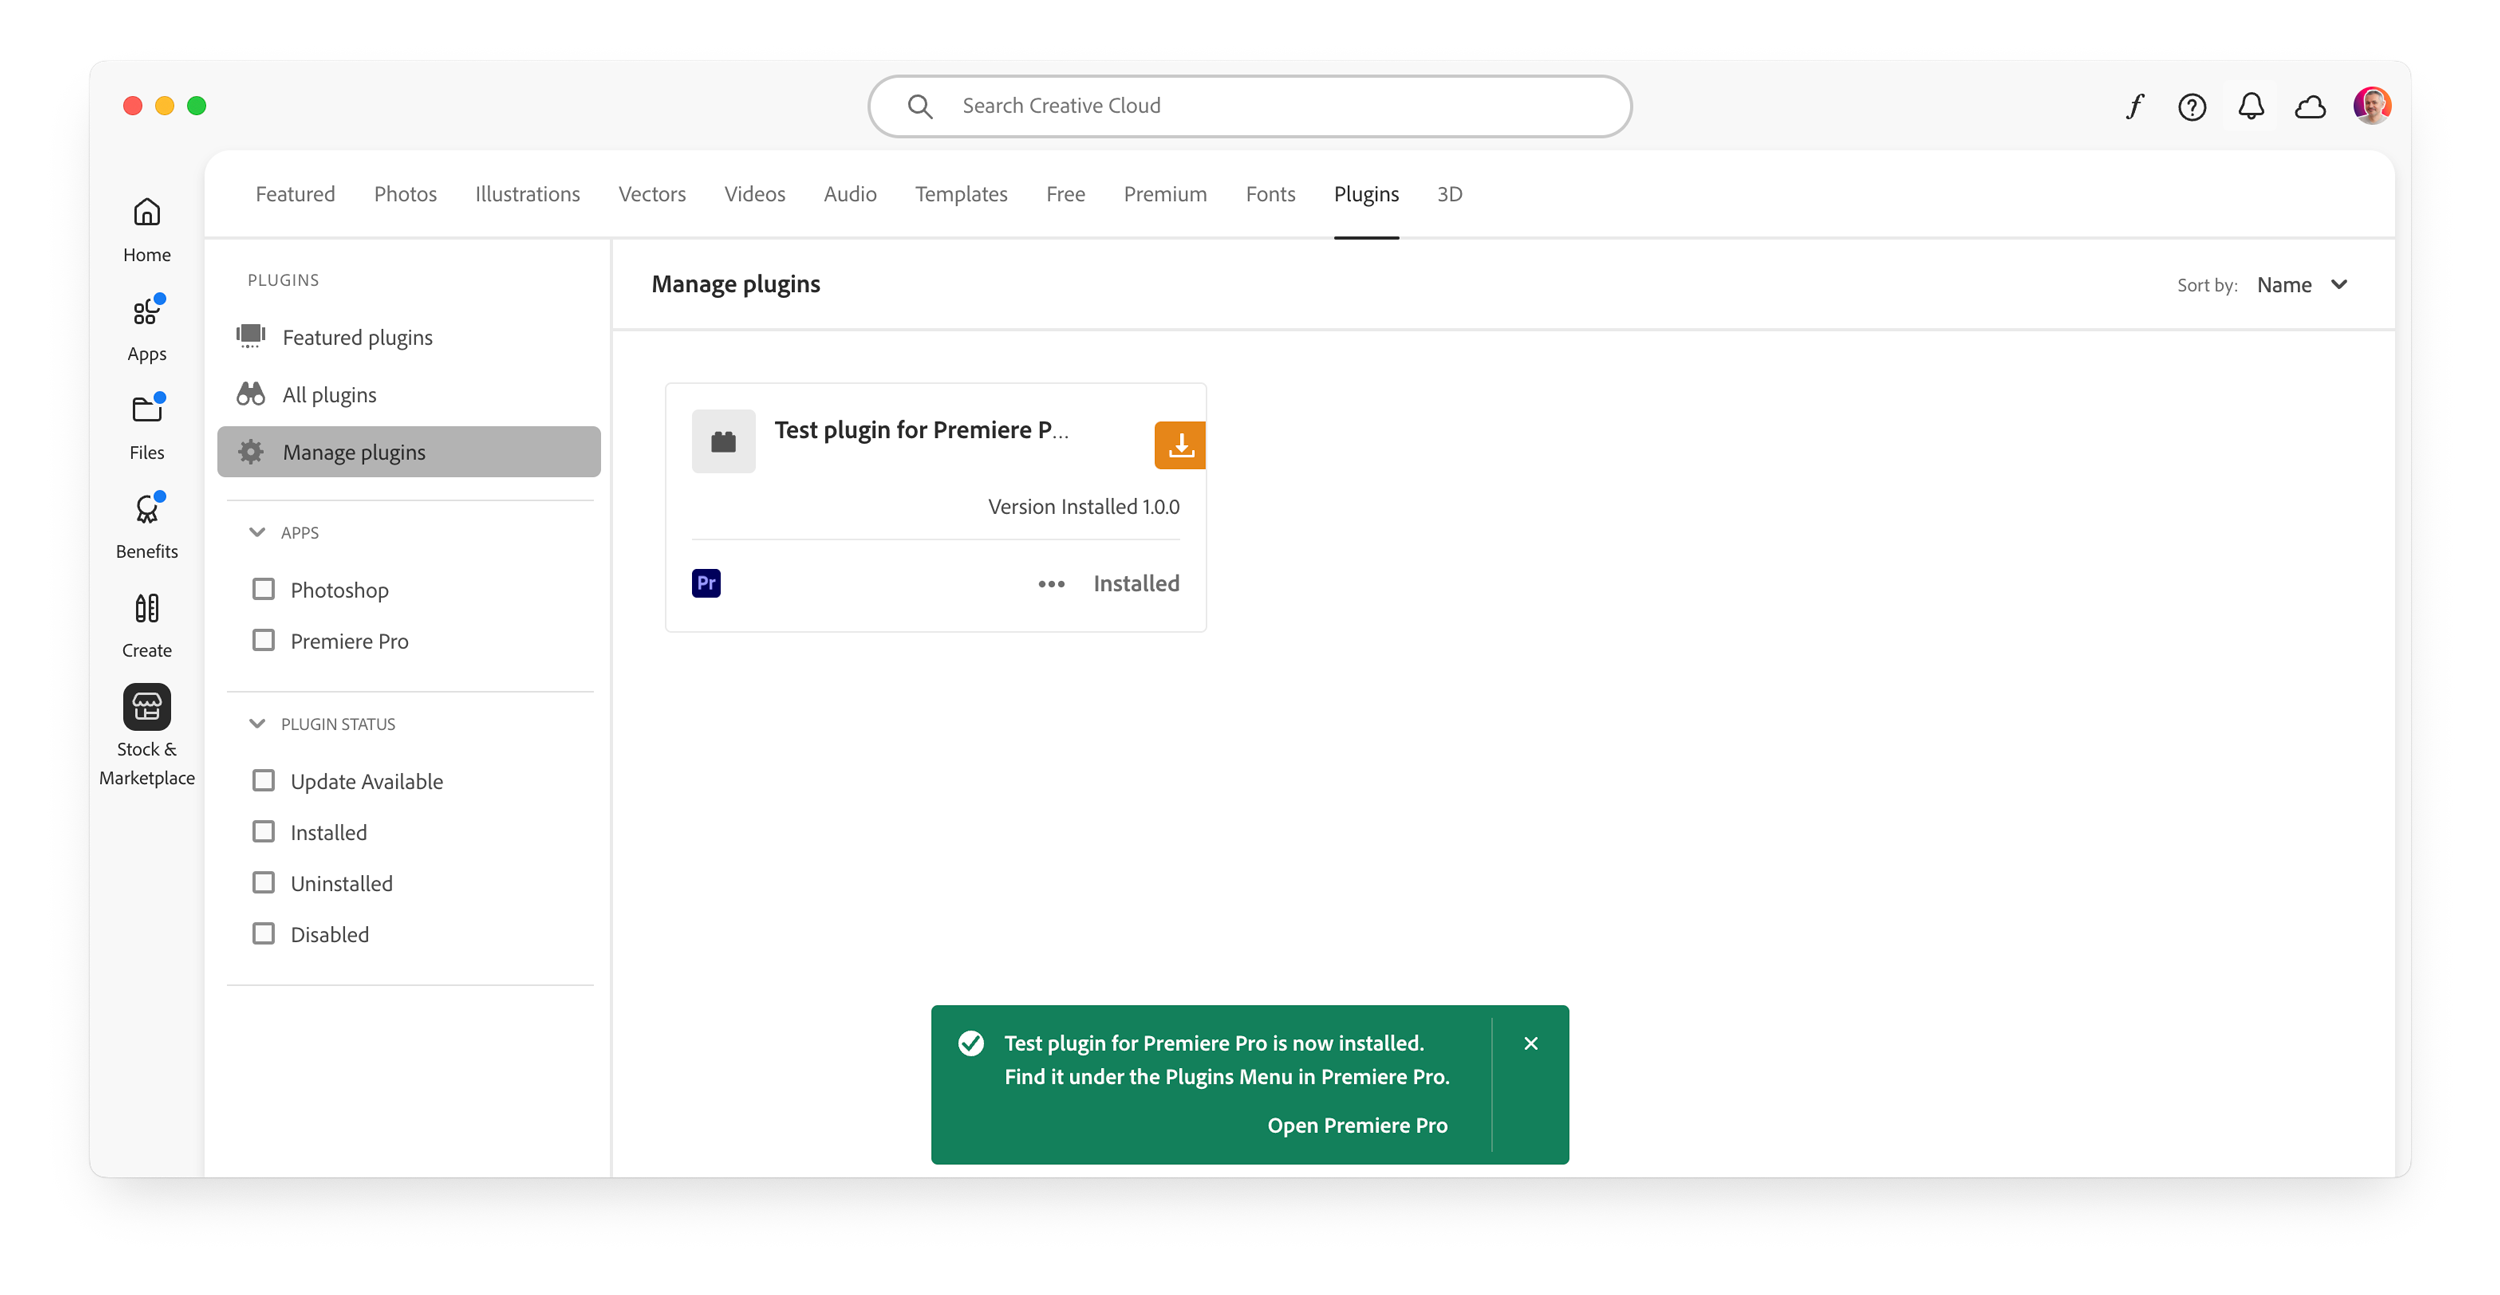 Search Creative Cloud
Home
Apps
Files
Benefits
Create
Stock &
Marketplace
Featured Photos Illustrations Vectors Videos Audio Templates Free Premium Fonts Plugins 3D
PLUGINS
Featured plugins
All plugins
Manage plugins
APPS
Photoshop
Premiere Pro
PLUGIN STATUS
Update Available
Installed
Uninstalled
Disabled
Manage plugins
Sort by: Name
Test plugin for Premiere P...
Version Installed 1.0.0
Pr
Installed
Test plugin for Premiere Pro is now installed.
Find it under the Plugins Menu in Premiere Pro.
Open Premiere Pro